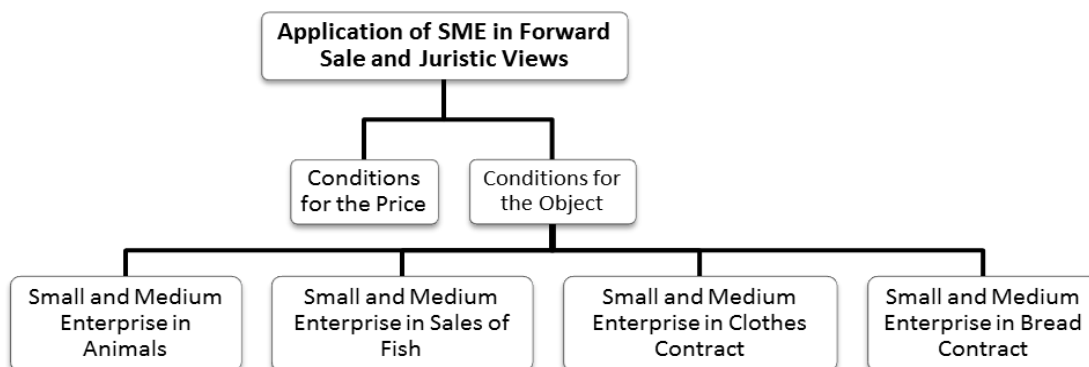 Application of SME in Forward
Sale and Juristic Views
Conditions
for the Price
Conditions for
the Object
Small and Medium
Enterprise in
Animals
Small and Medium
Enterprise in Sales of
Fish
Small and Medium
Enterprise in Clothes
Contract
Small and Medium
Enterprise in Bread
Contract